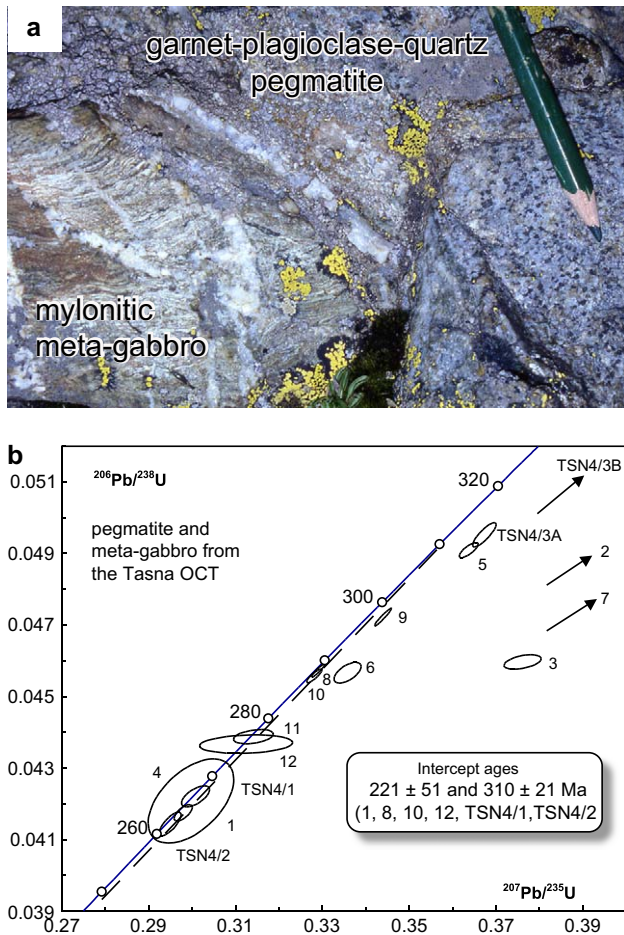 a
garnet-plagioclase-quartz
pegmatite
mylonitic
meta-gabbro
b
0.051
0.049
0.047
0.045
0.043
0.041
0.039
²⁰⁶Pb/²³⁸U
pegmatite and
meta-gabbro from
the Tasna OCT
320
TSN4/3B
TSN4/3A
5
2
300
9
7
6
3
8
10
280
11
12
4
TSN4/1
260
1
TSN4/2
Intercept ages
221 ± 51 and 310 ± 21 Ma
(1, 8, 10, 12, TSN4/1,TSN4/2
²⁰⁷Pb/²³⁵U
0.27
0.29
0.31
0.33
0.35
0.37
0.39